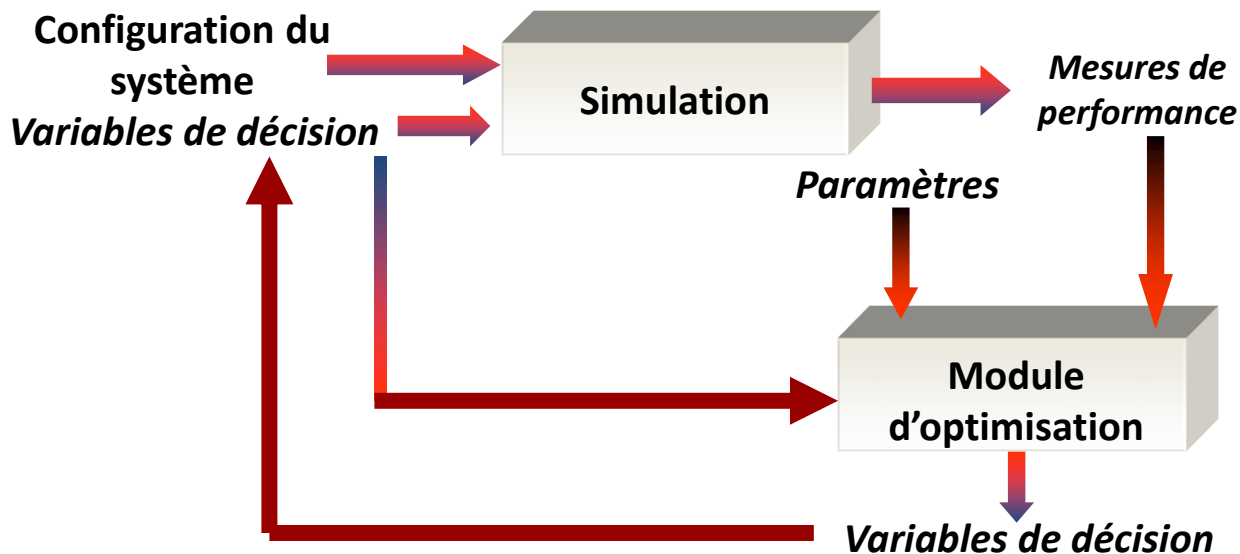 Configuration du
système
Variables de décision
Simulation
Mesures de
performance
Paramètres
Module
d’optimisation
Variables de décision